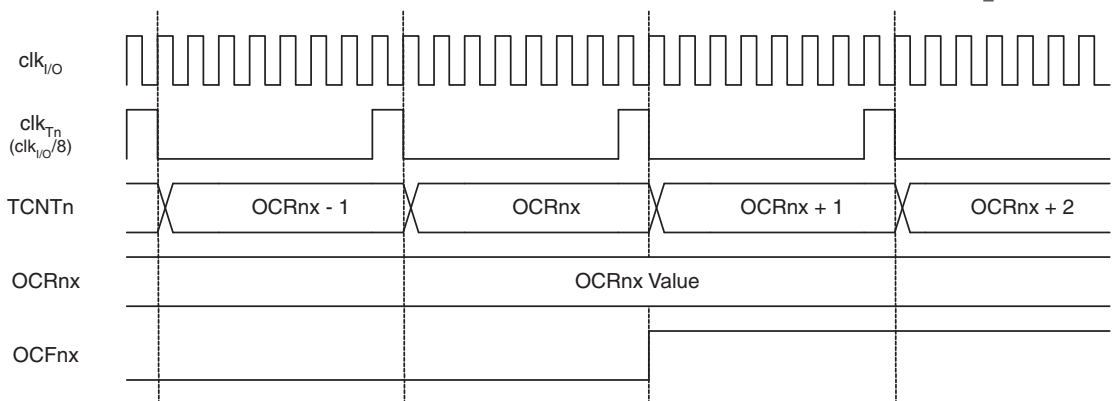 clkI/O
clkTn
(clkI/O/8)
TCNTn OCRnx - 1 OCRnx OCRnx + 1 OCRnx + 2
OCRnx OCRnx Value
OCFnx